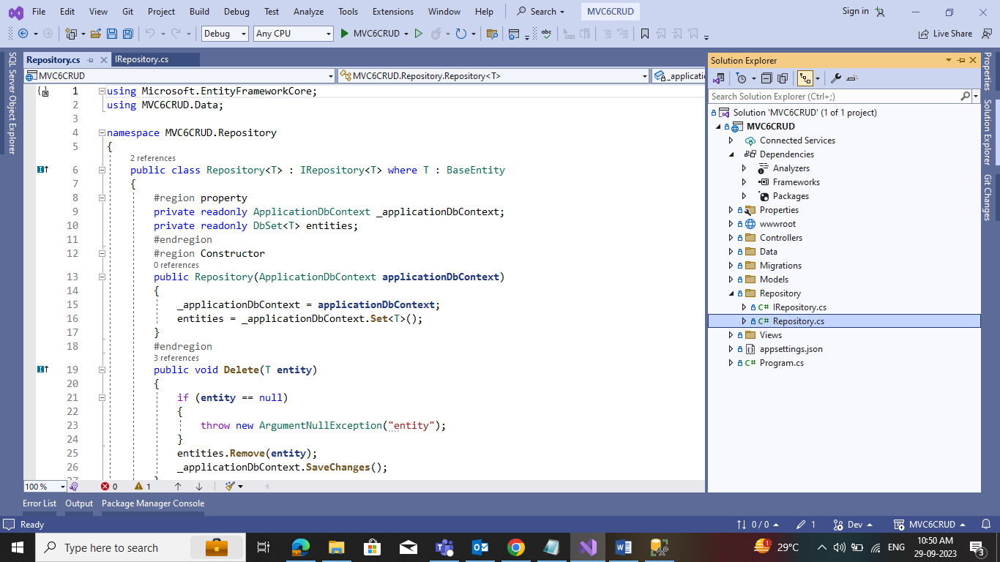 File Edit View Git Project Build Debug Test Analyze Tools Extensions Window Help Search MVC6CRUD Sign in
Debug Any CPU MVC6CRUD abc Live Share
SQL Server Object Explorer
Repository.cs IRepository.cs
MVC6CRUD MVC6CRUD.Repository.Repository<T> _applicatio
1 using Microsoft.EntityFrameworkCore;
2 using MVC6CRUD.Data;
3
4 namespace MVC6CRUD.Repository
5 {
2 references
6 public class Repository<T> : IRepository<T> where T : BaseEntity
7 {
8 #region property
9 private readonly ApplicationDbContext _applicationDbContext;
10 private readonly DbSet<T> entities;
11 #endregion
12 #region Constructor
0 references
13 public Repository(ApplicationDbContext applicationDbContext)
14 {
15 _applicationDbContext = applicationDbContext;
16 entities = _applicationDbContext.Set<T>();
17 }
18 #endregion
3 references
19 public void Delete(T entity)
20 {
21 if (entity == null)
22 {
23 throw new ArgumentNullException("entity");
24 }
25 entities.Remove(entity);
26 _applicationDbContext.SaveChanges();
27 }
100 % 0 1
Solution Explorer
Search Solution Explorer (Ctrl+;)
Solution 'MVC6CRUD' (1 of 1 project)
MVC6CRUD
Connected Services
Dependencies
Analyzers
Frameworks
Packages
Properties
wwwroot
Controllers
Data
Migrations
Models
Repository
C# IRepository.cs
C# Repository.cs
Views
appsettings.json
C# Program.cs
Properties
Solution Explorer
Git Changes
Error List Output Package Manager Console
Ready 0 / 0 1 Dev MVC6CRUD
Type here to search 1 29°C ENG 10:50 AM
29-09-2023 3